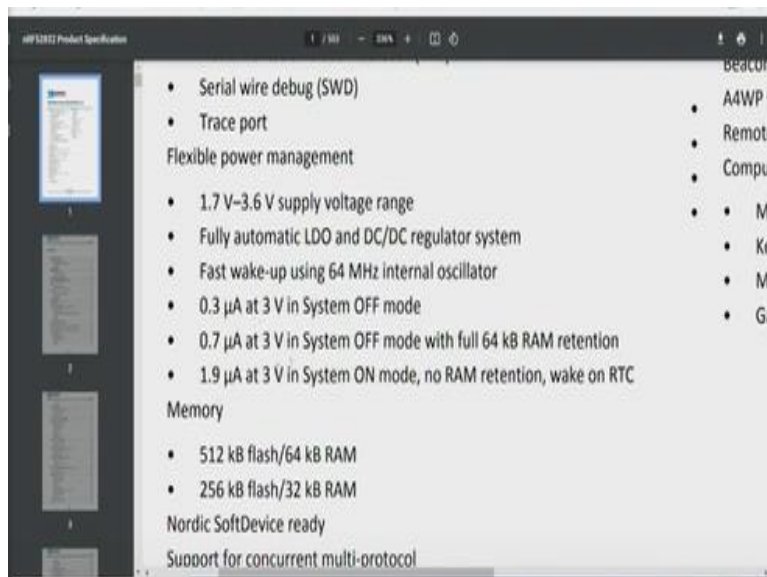 nRF52832 Product Specification
1 / 553
Serial wire debug (SWD)
Trace port
Flexible power management
1.7 V–3.6 V supply voltage range
Fully automatic LDO and DC/DC regulator system
Fast wake-up using 64 MHz internal oscillator
0.3 µA at 3 V in System OFF mode
0.7 µA at 3 V in System OFF mode with full 64 kB RAM retention
1.9 µA at 3 V in System ON mode, no RAM retention, wake on RTC
Memory
512 kB flash/64 kB RAM
256 kB flash/32 kB RAM
Nordic SoftDevice ready
Support for concurrent multi-protocol
A4WP
1
2
3